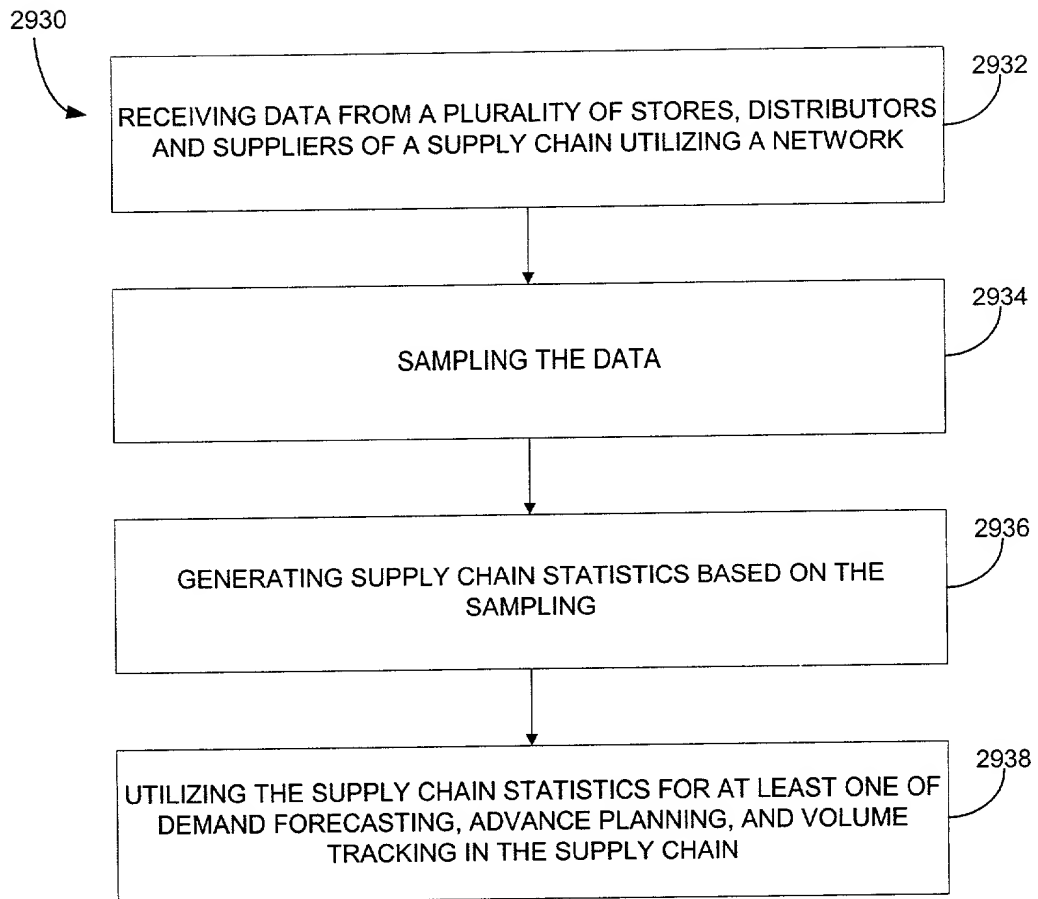 2930
2932
RECEIVING DATA FROM A PLURALITY OF STORES, DISTRIBUTORS
AND SUPPLIERS OF A SUPPLY CHAIN UTILIZING A NETWORK
2934
SAMPLING THE DATA
2936
GENERATING SUPPLY CHAIN STATISTICS BASED ON THE
SAMPLING
2938
UTILIZING THE SUPPLY CHAIN STATISTICS FOR AT LEAST ONE OF
DEMAND FORECASTING, ADVANCE PLANNING, AND VOLUME
TRACKING IN THE SUPPLY CHAIN